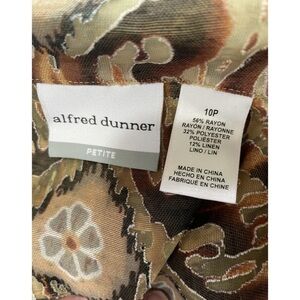 alfred dunner
PETITE
10P
56% RAYON
RAYON / RAYONNE
32% POLYESTER
POLIÉSTER
12% LINEN
LINO / LIN
MADE IN CHINA
HECHO EN CHINA
FABRIQUE EN CHINE